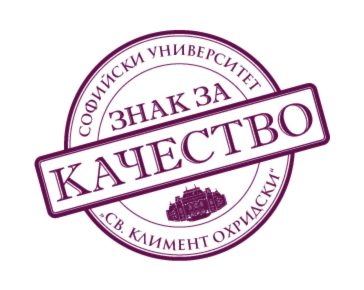 СОФИЙСКИ УНИВЕРСИТЕТ
ЗНАК ЗА
КАЧЕСТВО
„СВ. КЛИМЕНТ ОХРИДСКИ“